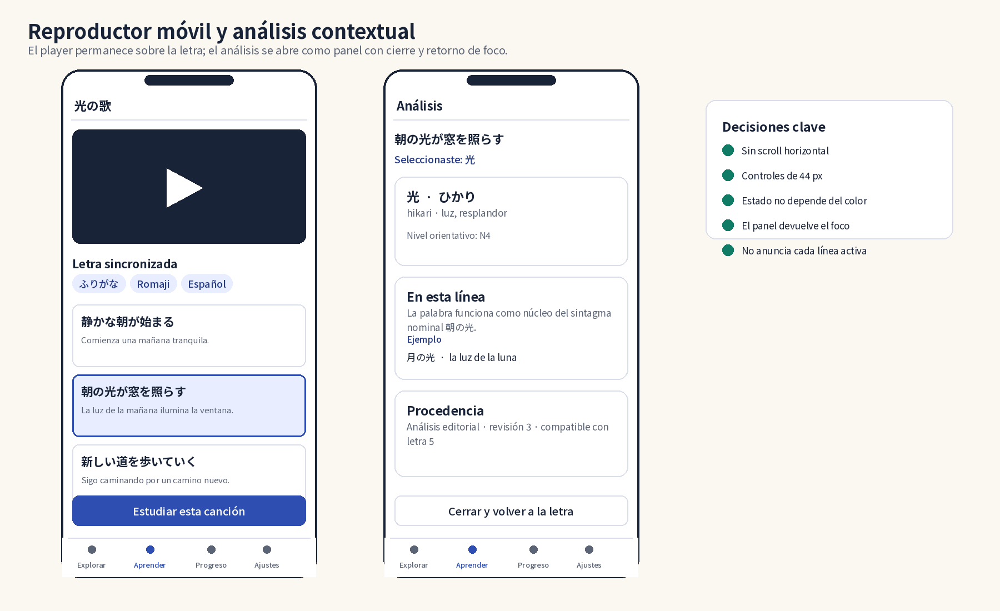 Reproductor móvil y análisis contextual
El player permanece sobre la letra; el análisis se abre como panel con cierre y retorno de foco.
光の歌
Letra sincronizada
ふりがな Romaji Español
静かな朝が始まる
Comienza una mañana tranquila.
朝の光が窓を照らす
La luz de la mañana ilumina la ventana.
新しい道を歩いていく
Sigo caminando por un camino nuevo.
Estudiar esta canción
Explorar Aprender Progreso Ajustes
Análisis
朝の光が窓を照らす
Seleccionaste: 光
光 · ひかり
hikari · luz, resplandor
Nivel orientativo: N4
En esta línea
La palabra funciona como núcleo del sintagma
nominal 朝の光.
Ejemplo
月の光 · la luz de la luna
Procedencia
Análisis editorial · revisión 3 · compatible con
letra 5
Cerrar y volver a la letra
Explorar Aprender Progreso Ajustes
Decisiones clave
Sin scroll horizontal
Controles de 44 px
Estado no depende del color
El panel devuelve el foco
No anuncia cada línea activa